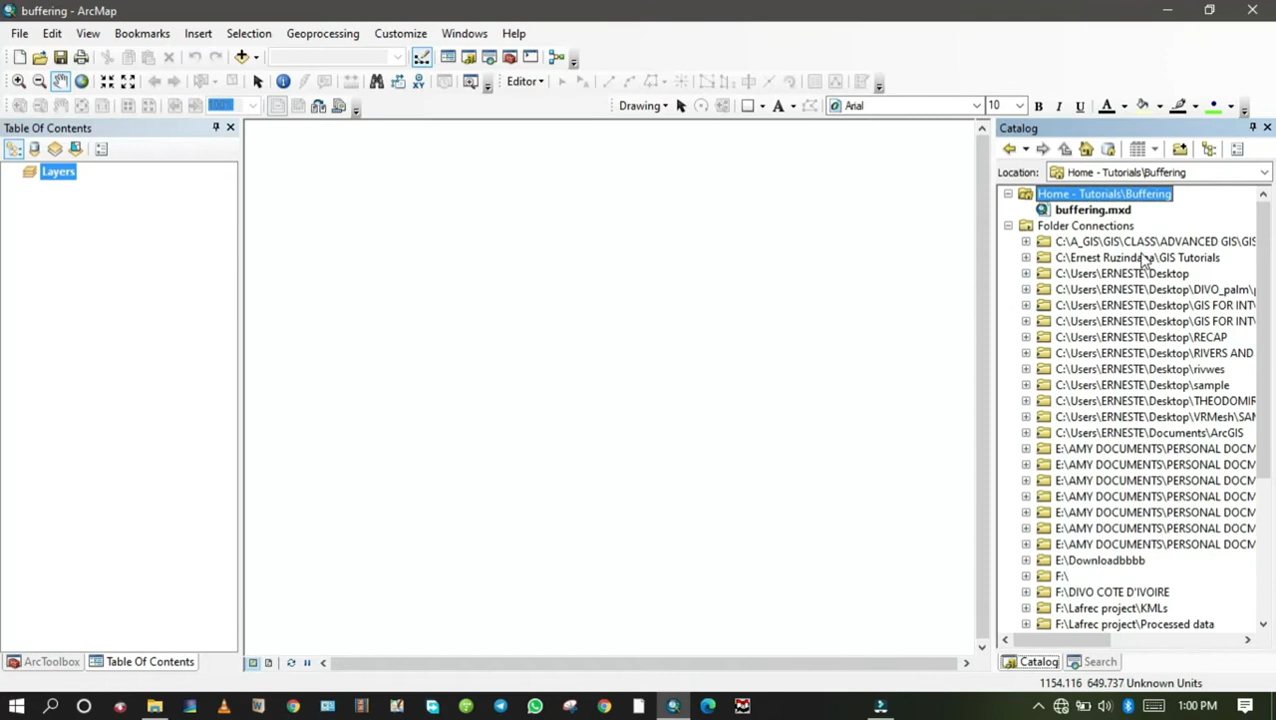 buffering - ArcMap
File Edit View Bookmarks Insert Selection Geoprocessing Customize Windows Help
Editor
100%
Drawing Arial 10 B I U A
Table Of Contents
Layers
Catalog
Location: Home - Tutorials\Buffering
Home - Tutorials\Buffering
buffering.mxd
Folder Connections
C:\A_GIS\GIS\CLASS\ADVANCED GIS\GIS
C:\Ernest Ruzindana\GIS Tutorials
C:\Users\ERNESTE\Desktop
C:\Users\ERNESTE\Desktop\DIVO_palm\
C:\Users\ERNESTE\Desktop\GIS FOR INT\
C:\Users\ERNESTE\Desktop\GIS FOR INT\
C:\Users\ERNESTE\Desktop\RECAP
C:\Users\ERNESTE\Desktop\RIVERS AND
C:\Users\ERNESTE\Desktop\rivwes
C:\Users\ERNESTE\Desktop\sample
C:\Users\ERNESTE\Desktop\THEODOMIR
C:\Users\ERNESTE\Desktop\VRMesh\SAN
C:\Users\ERNESTE\Documents\ArcGIS
E:\AMY DOCUMENTS\PERSONAL DOCM
E:\AMY DOCUMENTS\PERSONAL DOCM
E:\AMY DOCUMENTS\PERSONAL DOCM
E:\AMY DOCUMENTS\PERSONAL DOCM
E:\AMY DOCUMENTS\PERSONAL DOCM
E:\AMY DOCUMENTS\PERSONAL DOCM
E:\AMY DOCUMENTS\PERSONAL DOCM
E:\Downloadbbbb
F:\
F:\DIVO COTE D'IVOIRE
F:\Lafrec project\KMLs
F:\Lafrec project\Processed data
ArcToolbox Table Of Contents
Catalog Search
1154.116 649.737 Unknown Units
1:00 PM